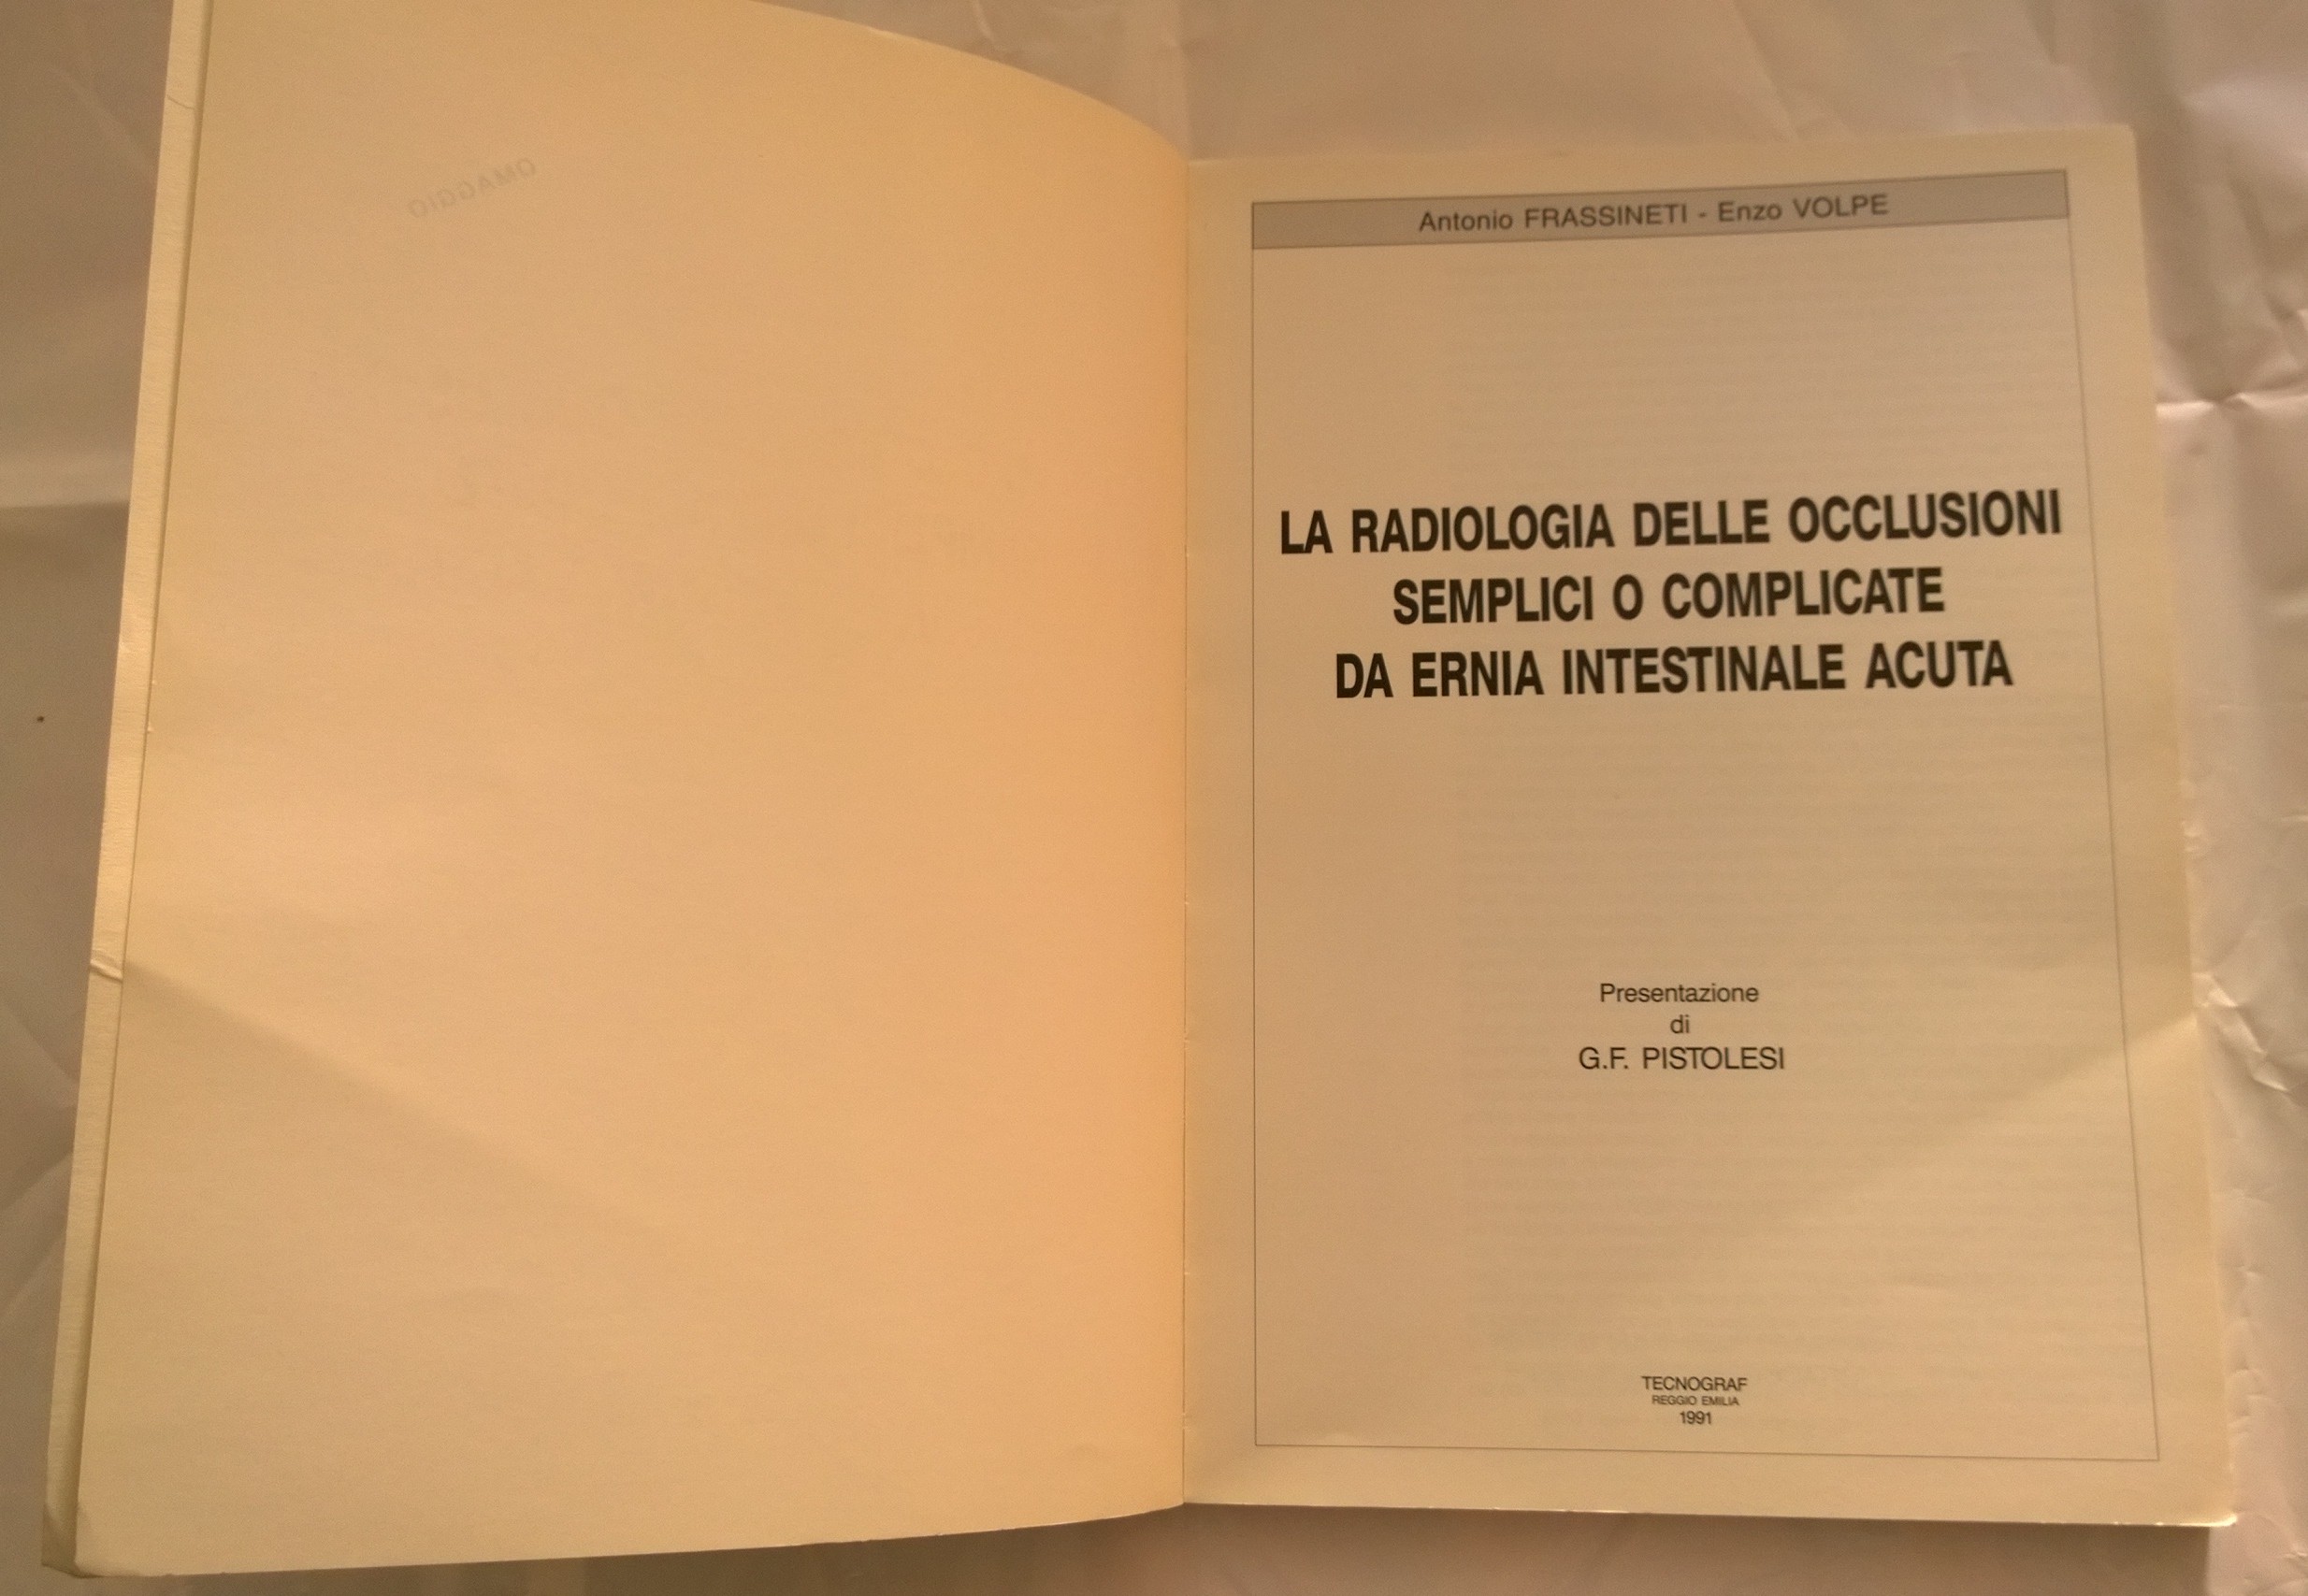 OMAGGIO
Antonio FRASSINETI - Enzo VOLPE
LA RADIOLOGIA DELLE OCCLUSIONI
SEMPLICI O COMPLICATE
DA ERNIA INTESTINALE ACUTA
Presentazione
di
G.F. PISTOLESI
TECNOGRAF
REGGIO EMILIA
1991